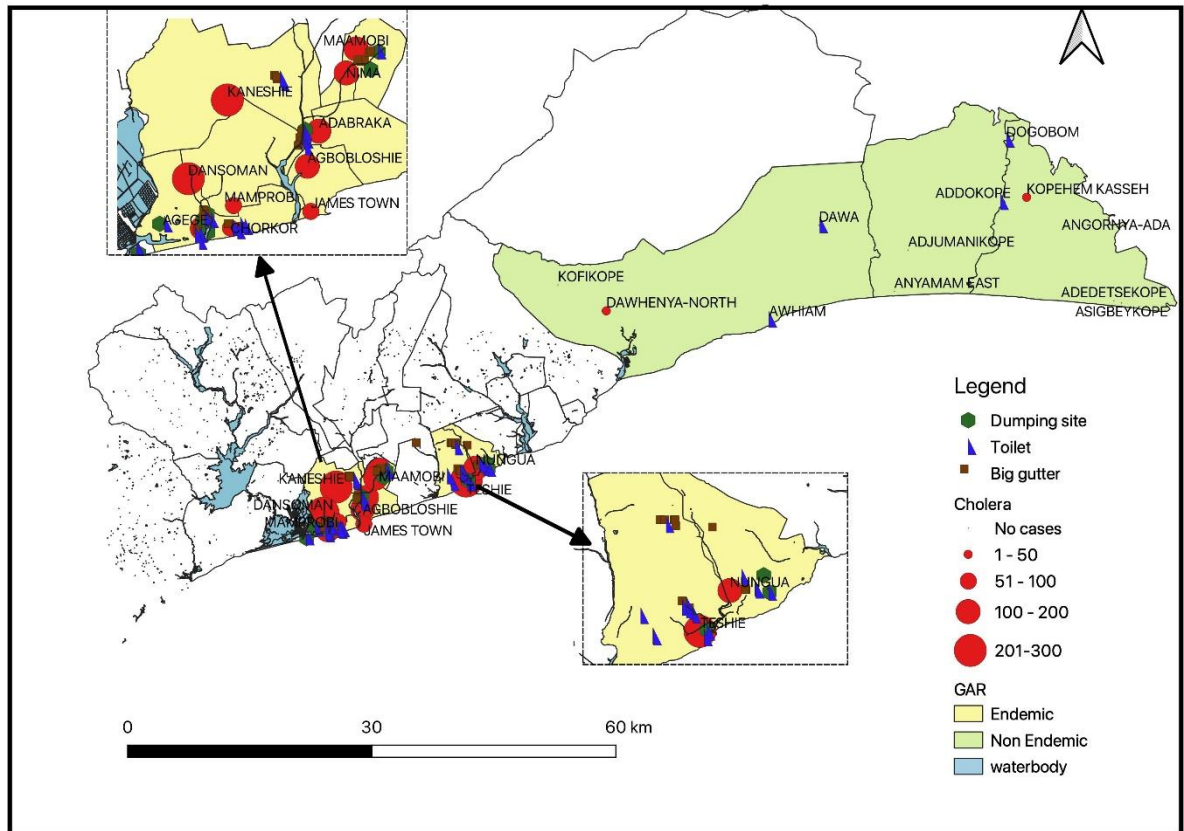 MAAMOBI
NIMA
KANESHIE
ADABRAKA
AGBOBLOSHIE
DANSOMAN
MAMPROBI
JAMES TOWN
AGEGE
CHORKOR
DOGOBOM
ADDOKOPE
KOPEHEM KASSEH
DAWA
ANGORNYA-ADA
ADJUMANIKOPE
KOFIKOPE
ANYAMAM EAST
ADEDETSEKOPE
DAWHENYA-NORTH
AWHIAM
ASIGBEYKOPE
KANESHIE
MAAMOBI
NUNGUA
TESHIE
DANSOMAN
AGBOBLOSHIE
MAMPROBI
JAMES TOWN
NUNGUA
TESHIE
Legend
Dumping site
Toilet
Big gutter
Cholera
No cases
1 - 50
51 - 100
100 - 200
201-300
GAR
Endemic
Non Endemic
waterbody
0 30 60 km